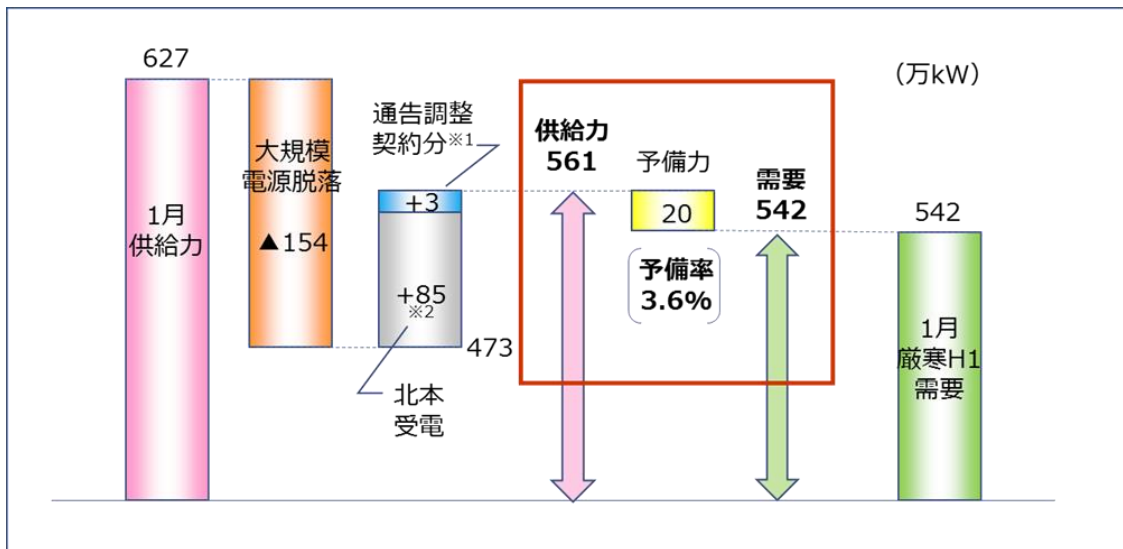 627
（万kW）
1月
供給力
大規模
電源脱落
▲154
通告調整
契約分※1
+3
+85
※2
473
北本
受電
供給力
561
予備力
20
予備率
3.6%
需要
542
542
1月
厳寒H1
需要